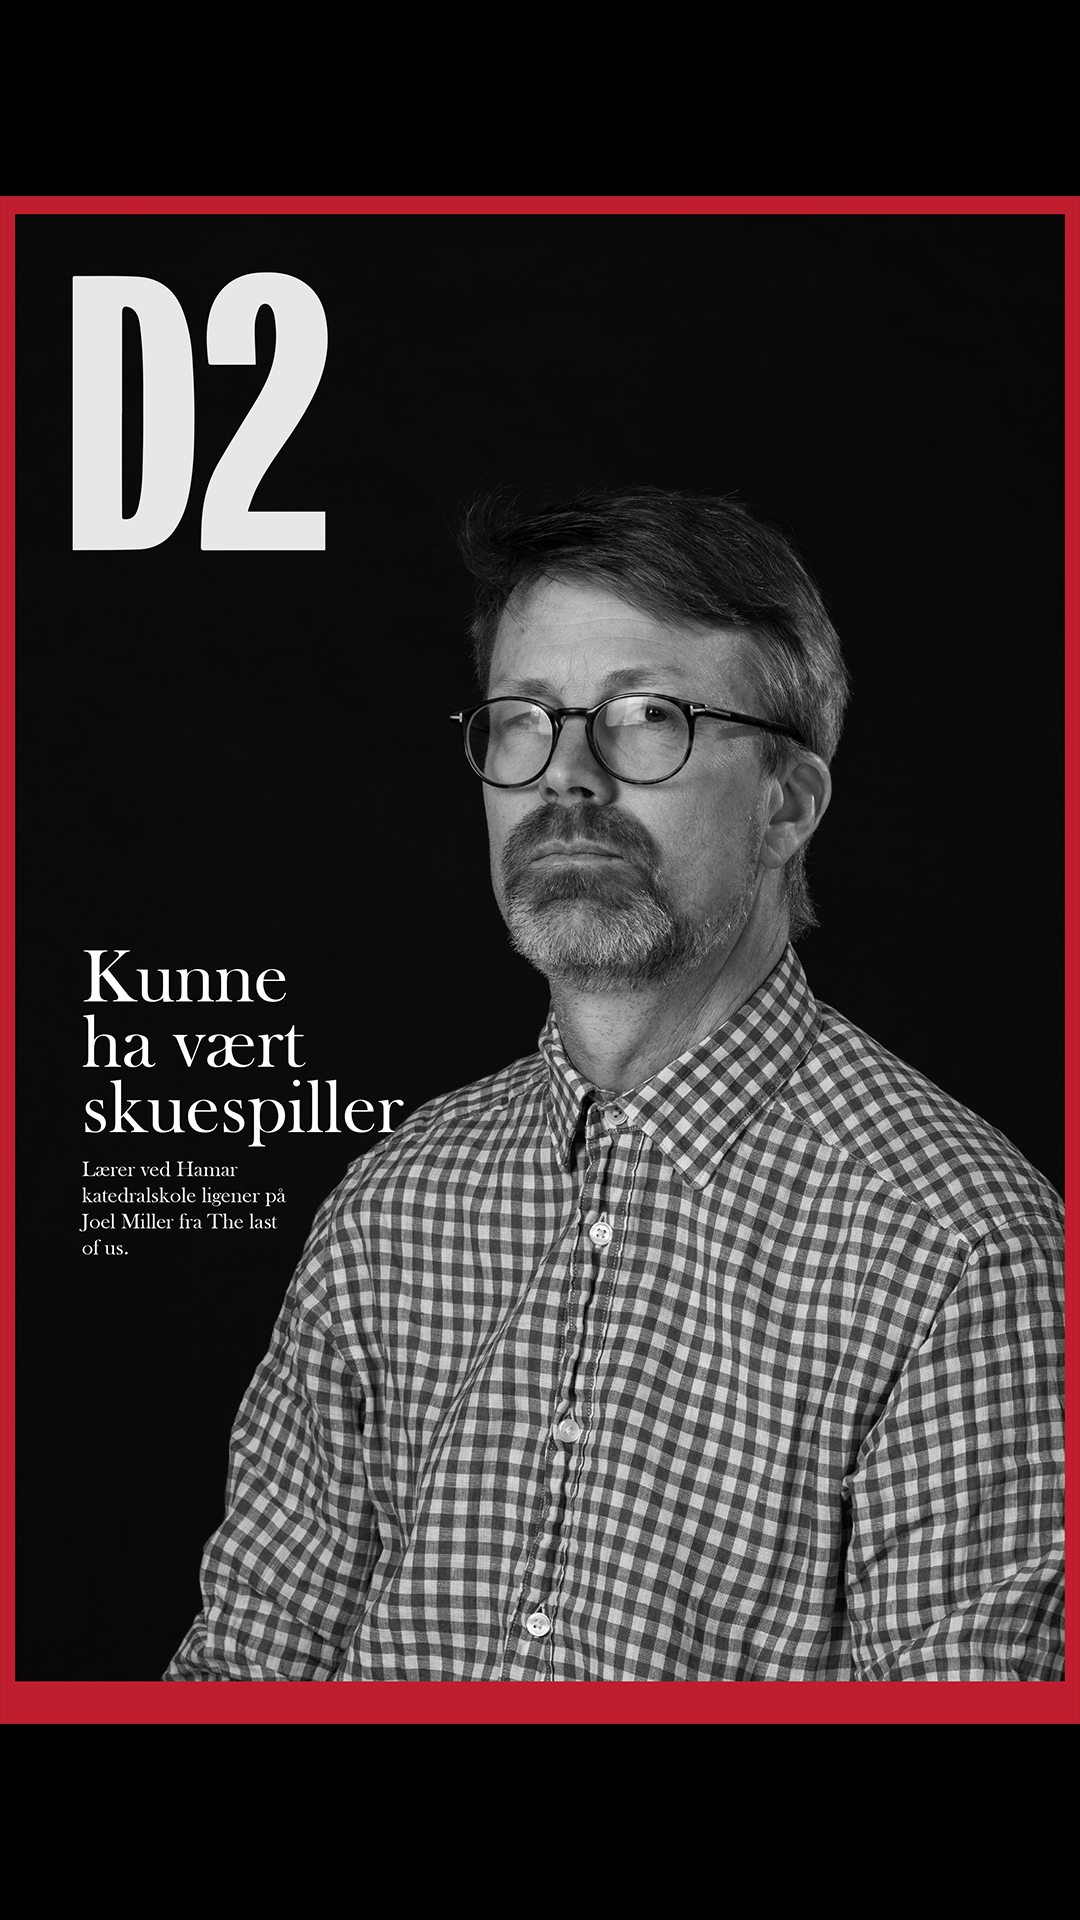 D2
Kunne
ha vært
skuespiller
Lærer ved Hamar
katedralskole ligener på
Joel Miller fra The last
of us.